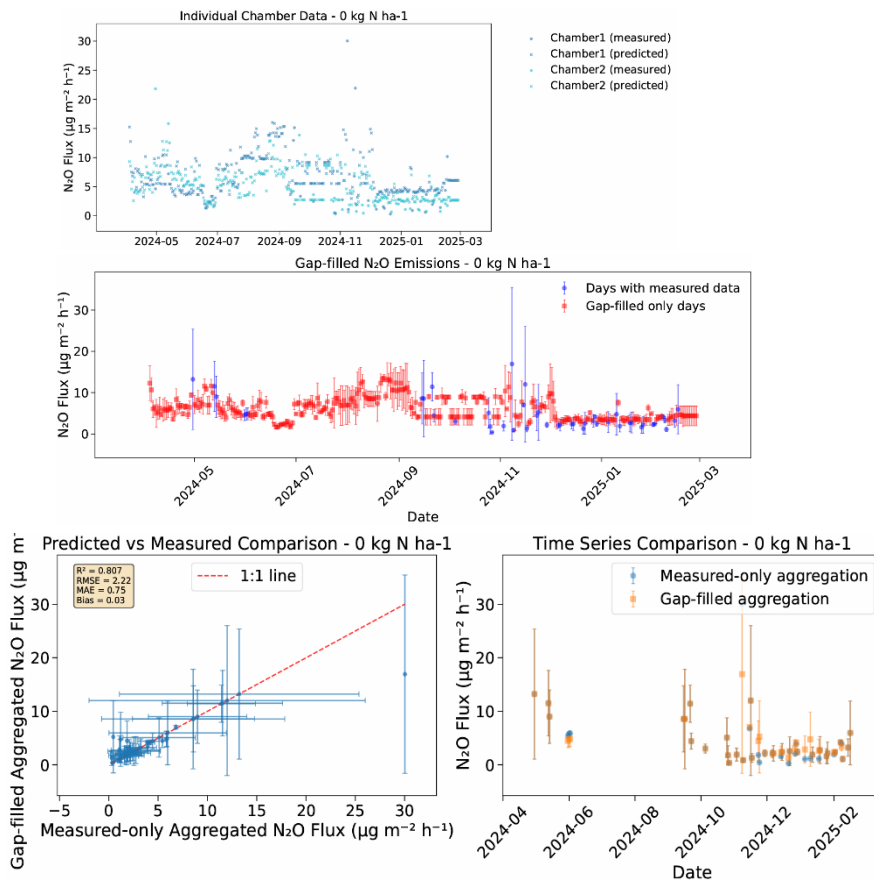 Individual Chamber Data - 0 kg N ha-1
N₂O Flux (µg m⁻² h⁻¹)
30
25
20
15
10
5
0
2024-05
2024-07
2024-09
2024-11
2025-01
2025-03
Chamber1 (measured)
Chamber1 (predicted)
Chamber2 (measured)
Chamber2 (predicted)
Gap-filled N₂O Emissions - 0 kg N ha-1
N₂O Flux (µg m⁻² h⁻¹)
30
20
10
0
Days with measured data
Gap-filled only days
2024-05
2024-07
2024-09
2024-11
2025-01
2025-03
Date
Predicted vs Measured Comparison - 0 kg N ha-1
Gap-filled Aggregated N₂O Flux (µg m⁻
R² = 0.807
RMSE = 2.22
MAE = 0.75
Bias = 0.03
1:1 line
30
20
10
0
−5
0
5
10
15
20
25
30
Measured-only Aggregated N₂O Flux (µg m⁻² h⁻¹)
Time Series Comparison - 0 kg N ha-1
N₂O Flux (µg m⁻² h⁻¹)
Measured-only aggregation
Gap-filled aggregation
30
20
10
0
2024-04
2024-06
2024-08
2024-10
2024-12
2025-02
Date